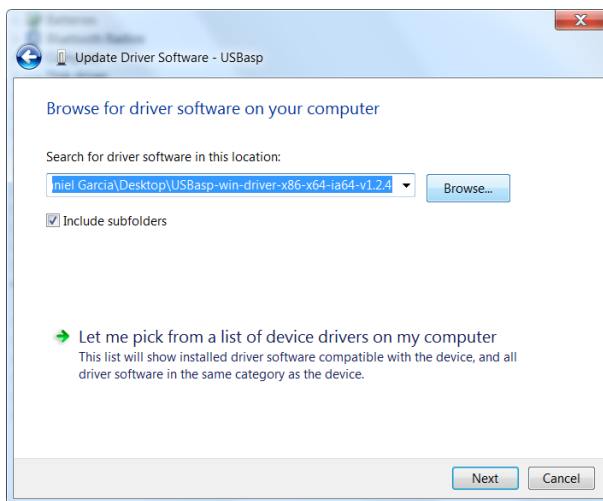 Update Driver Software - USBasp
Browse for driver software on your computer
Search for driver software in this location:
niel Garcia\Desktop\USBasp-win-driver-x86-x64-ia64-v1.2.4
Browse...
Include subfolders
Let me pick from a list of device drivers on my computer
This list will show installed driver software compatible with the device, and all
driver software in the same category as the device.
Next
Cancel